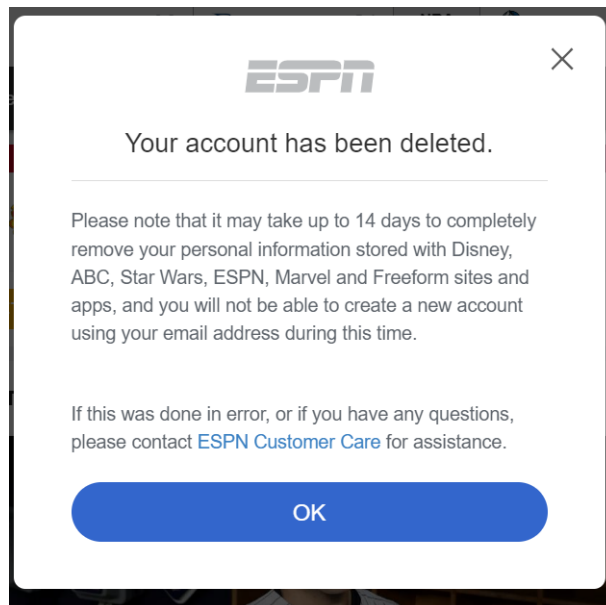 ESPN
Your account has been deleted.
Please note that it may take up to 14 days to completely
remove your personal information stored with Disney,
ABC, Star Wars, ESPN, Marvel and Freeform sites and
apps, and you will not be able to create a new account
using your email address during this time.
If this was done in error, or if you have any questions,
please contact ESPN Customer Care for assistance.
OK